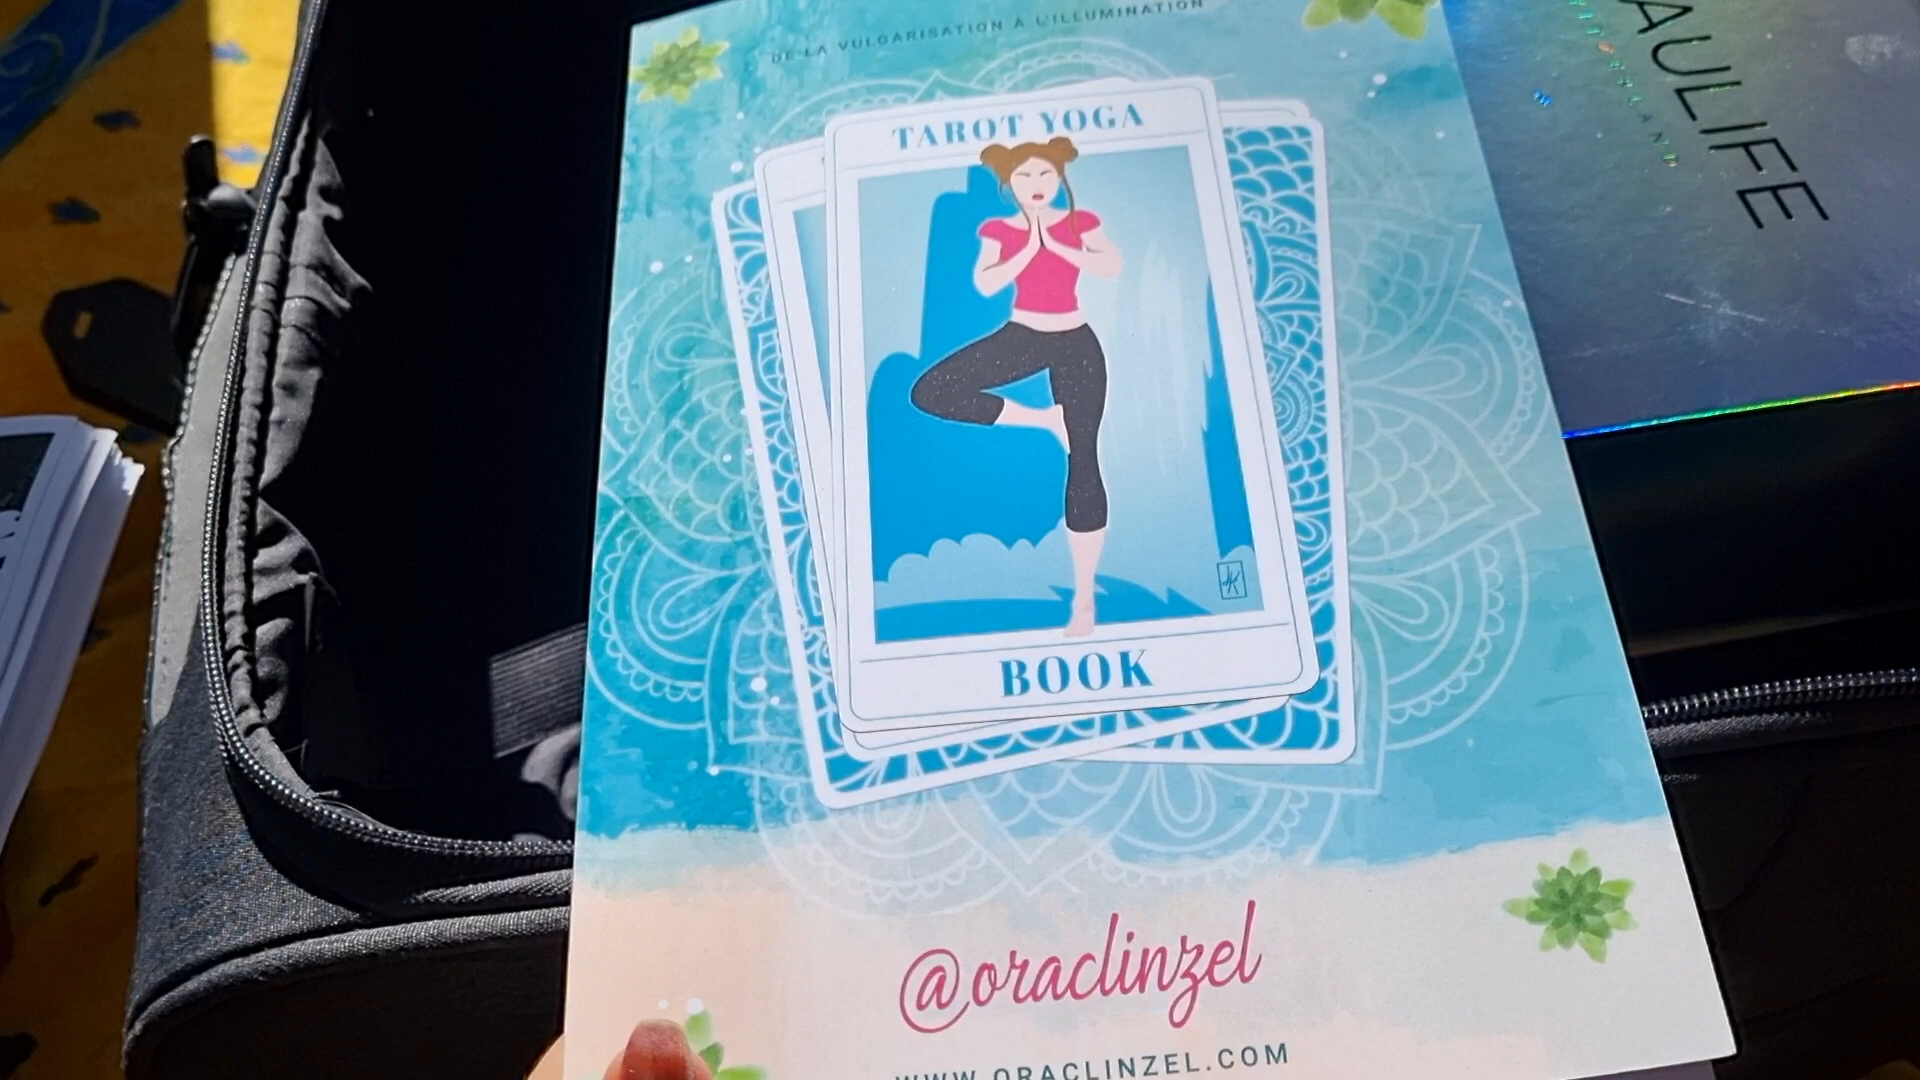 DE LA VULGARISATION À L'ILLUMINATION
TAROT YOGA
BOOK
@oraclinzel
WWW.ORACLINZEL.COM
AULIFE